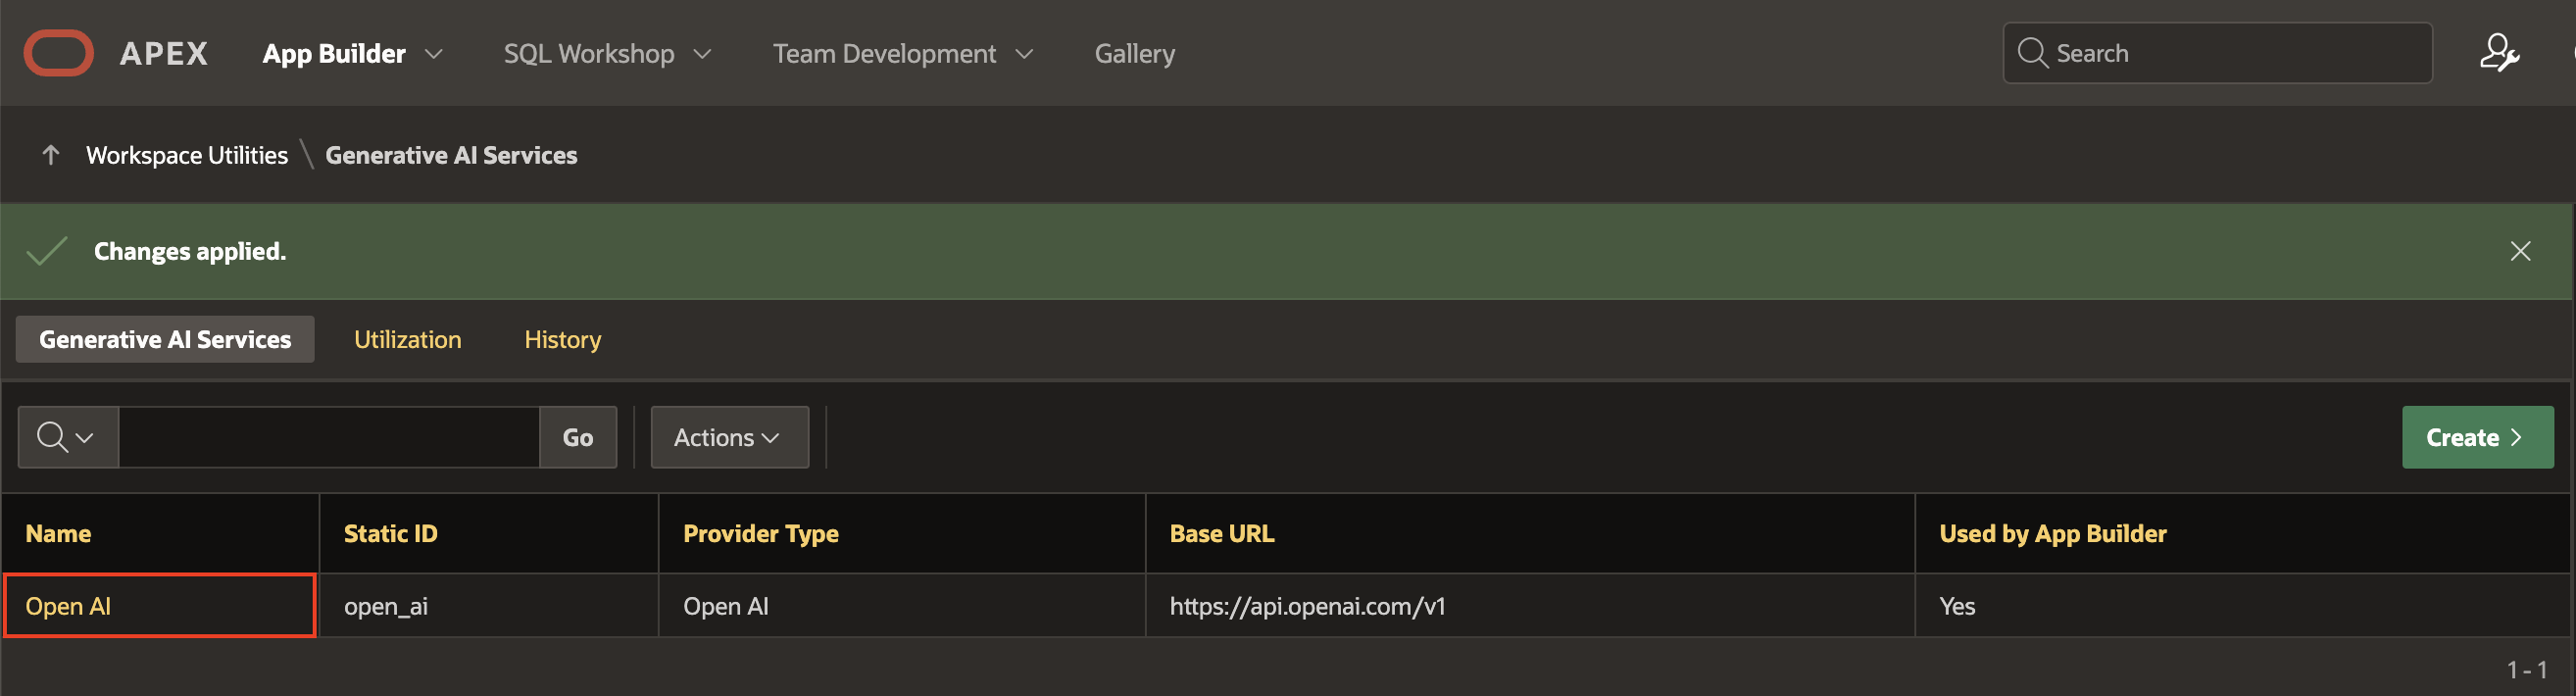 APEX App Builder SQL Workshop Team Development Gallery Search
Workspace Utilities \ Generative AI Services
Changes applied.
Generative AI Services Utilization History
Go Actions Create
Name Static ID Provider Type Base URL Used by App Builder
Open AI open_ai Open AI https://api.openai.com/v1 Yes
1 - 1